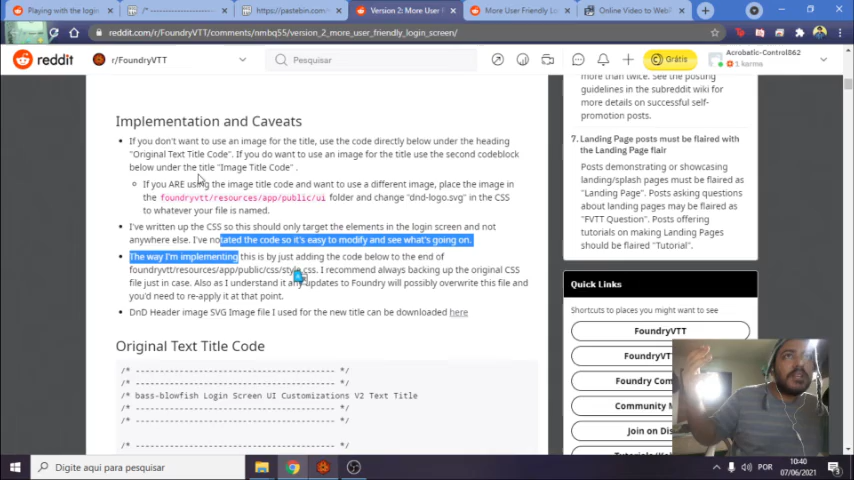 Playing with the login
/* --------------------
https://pastebin.com/
Version 2: More User Fri
More User Friendly Lo
Online Video to WebP
reddit.com/r/FoundryVTT/comments/nmbq55/version_2_more_user_friendly_login_screen/
reddit
r/FoundryVTT
Pesquisar
Grátis
Acrobatic-Control862
1 karma
Implementation and Caveats
If you don't want to use an image for the title, use the code directly below under the heading
"Original Text Title Code". If you do want to use an image for the title use the second codeblock
below under the title "Image Title Code" .
If you ARE using the image title code and want to use a different image, place the image in
the foundryvtt/resources/app/public/ui folder and change "dnd-logo.svg" in the CSS
to whatever your file is named.
I've written up the CSS so this should only target the elements in the login screen and not
anywhere else. I've notated the code so it's easy to modify and see what's going on.
The way I'm implementing this is by just adding the code below to the end of
foundryvtt/resources/app/public/css/style.css. I recommend always backing up the original CSS
file just in case. Also as I understand it any updates to Foundry will possibly overwrite this file and
you'd need to re-apply it at that point.
DnD Header image SVG Image file I used for the new title can be downloaded here
Original Text Title Code
/* ---------------------------------------- */
/* ---------------------------------------- */
/* bass-blowfish Login Screen UI Customizations V2 Text Title
/* ---------------------------------------- */
/* ---------------------------------------- */
/* ---------------------------------------- */
more than twice. See the posting
guidelines in the subreddit wiki for
more details on successful self-
promotion posts.
7. Landing Page posts must be flaired with
the Landing Page flair
Posts demonstrating or showcasing
landing/splash pages must be flaired as
"Landing Page". Posts asking questions
about landing pages may be flaired as
"FVTT Question". Posts offering
tutorials on making Landing Pages
should be flaired "Tutorial".
Quick Links
Shortcuts to places you might want to see
FoundryVTT
FoundryVT
Foundry Com
Community M
Join on Dis
Digite aqui para pesquisar
POR
10:40
07/06/2021